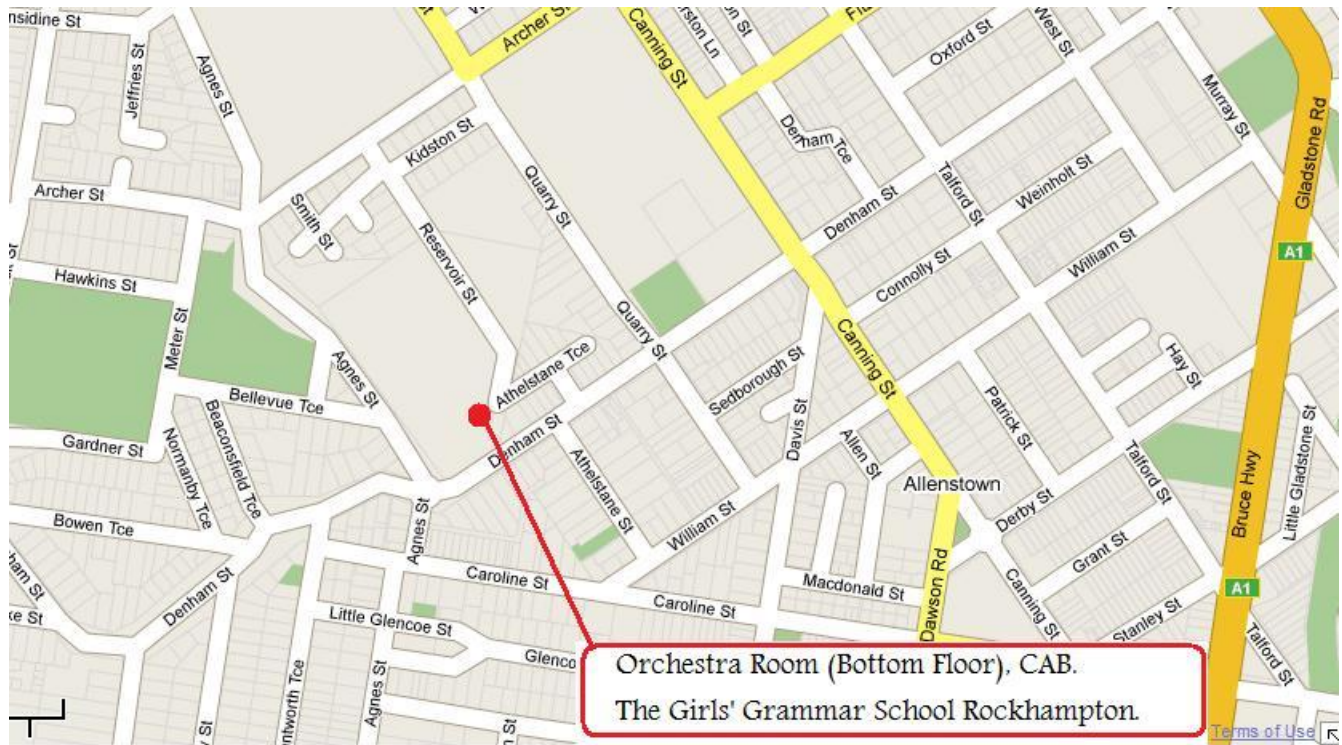 nsidine St
Jeffries St
Agnes St
Archer St
Canning St
Oxford St
West St
Murray St
Gladstone Rd
A1
Kidston St
Quarry St
Denham Tce
Archer St
Smith St
Reservoir St
Denham St
Talford St
Weinholt St
William St
Connolly St
Hawkins St
Meter St
Quarry St
Canning St
Agnes St
Athelstane Tce
Sedborough St
Hay St
Bellevue Tce
Beaconsfield Tce
Gardner St
Normanby Tce
Denham St
Davis St
Patrick St
Allen St
Little Gladstone St
Bruce Hwy
Talford St
Allenstown
Athelstane St
Derby St
William St
Bowen Tce
Agnes St
Grant St
Caroline St
Macdonald St
A1
Denham St
Caroline St
Dawson Rd
Canning St
Stanley St
Talford St
Little Glencoe St
Glenco
Agnes St
Orchestra Room (Bottom Floor), CAB.
The Girls' Grammar School Rockhampton.
Terms of Use